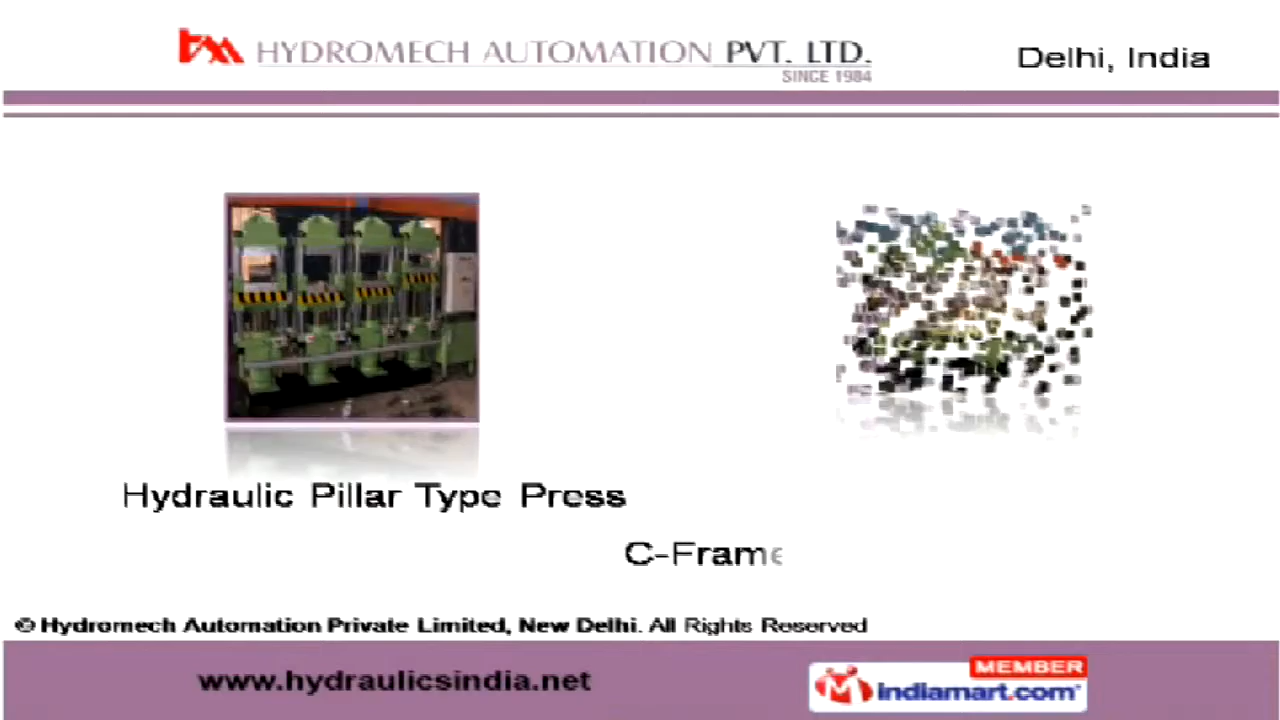 HYDROMECH AUTOMATION PVT. LTD.
SINCE 1984
Delhi, India
Hydraulic Pillar Type Press
C-Frame
© Hydromech Automation Private Limited, New Delhi. All Rights Reserved
www.hydraulicsindia.net
MEMBER
indiamart.com